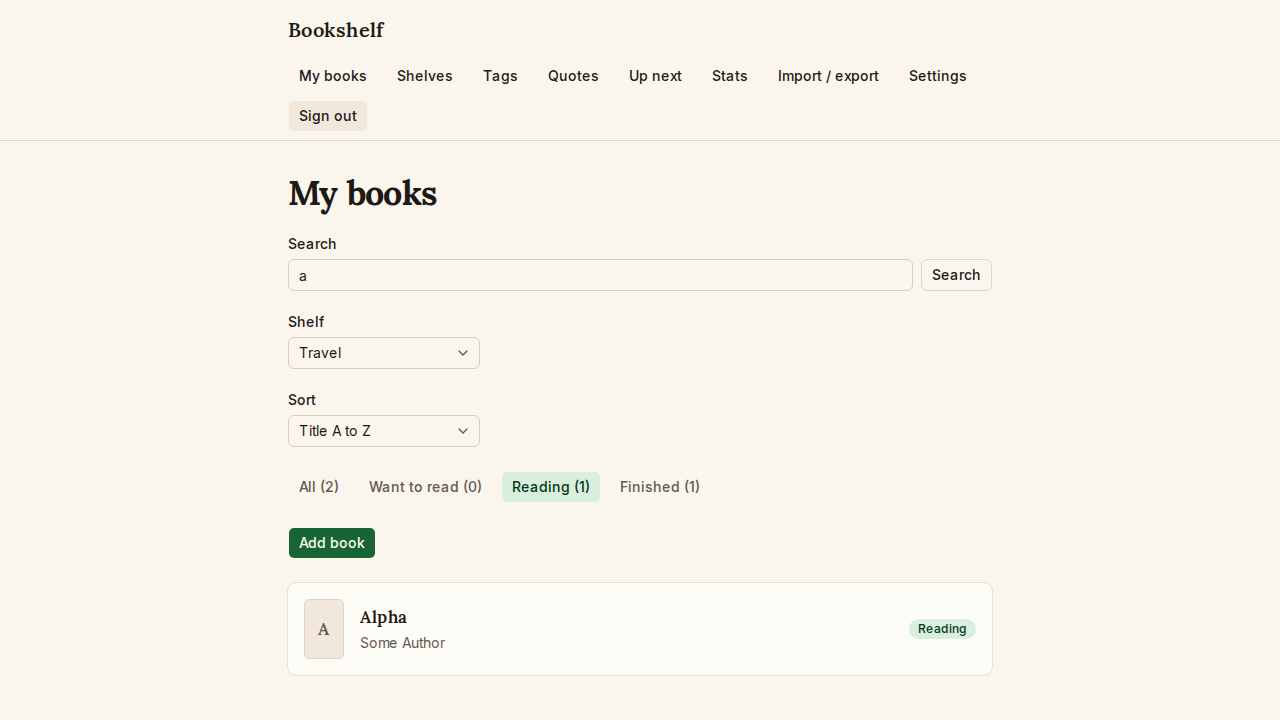 Bookshelf
My books Shelves Tags Quotes Up next Stats Import / export Settings
Sign out
My books
Search
a Search
Shelf
Travel
Sort
Title A to Z
All (2) Want to read (0) Reading (1) Finished (1)
Add book
A
Alpha
Some Author
Reading